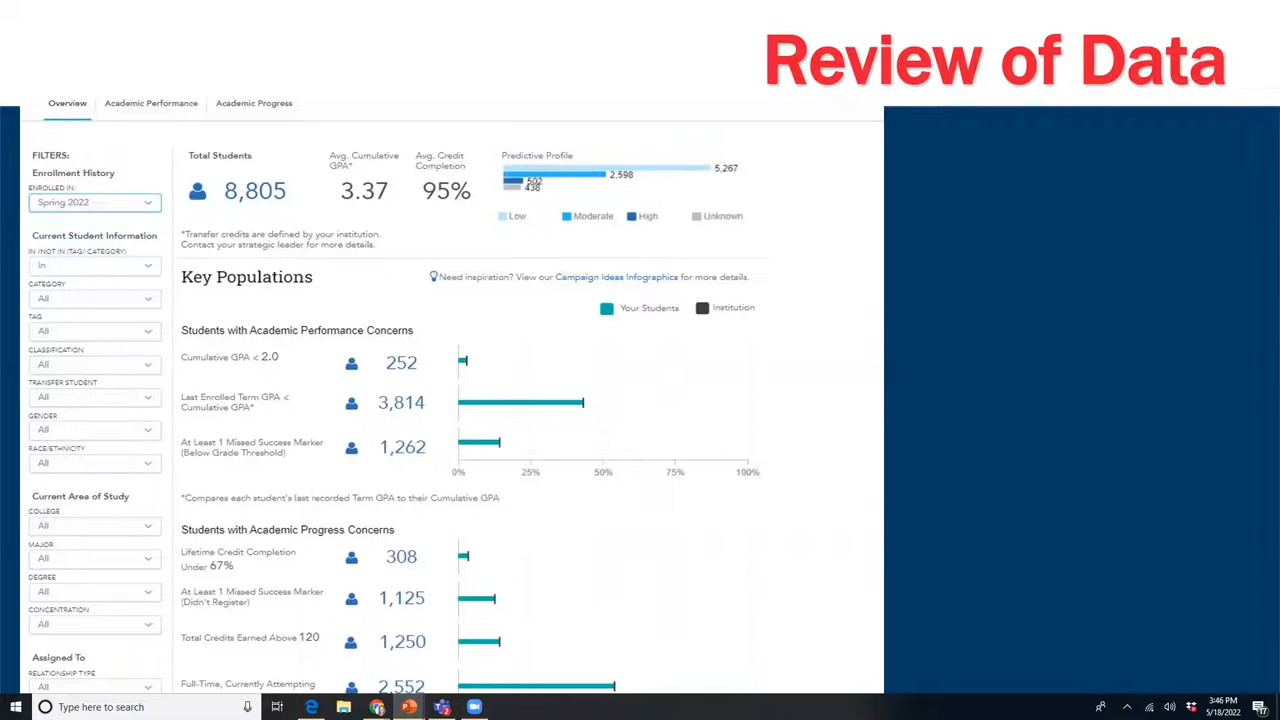 Review of Data
Overview
Academic Performance
Academic Progress
FILTERS:
Enrollment History
ENROLLED IN:
Spring 2022
Current Student Information
IN /NOT IN (TAG/ CATEGORY)
In
CATEGORY
All
TAG
All
CLASSIFICATION
All
TRANSFER STUDENT
All
GENDER
All
RACE/ETHNICITY
All
Current Area of Study
COLLEGE
All
MAJOR
All
DEGREE
All
CONCENTRATION
All
Assigned To
RELATIONSHIP TYPE
All
Total Students
8,805
Avg. Cumulative
GPA*
3.37
Avg. Credit
Completion
95%
Predictive Profile
5,267
2,598
502
438
Low
Moderate
High
Unknown
*Transfer credits are defined by your institution.
Contact your strategic leader for more details.
Key Populations
Need inspiration? View our Campaign Ideas Infographics for more details.
Your Students
Institution
Students with Academic Performance Concerns
Cumulative GPA < 2.0
252
Last Enrolled Term GPA <
Cumulative GPA*
3,814
At Least 1 Missed Success Marker
(Below Grade Threshold)
1,262
0%
25%
50%
75%
100%
*Compares each student's last recorded Term GPA to their Cumulative GPA
Students with Academic Progress Concerns
Lifetime Credit Completion
Under 67%
308
At Least 1 Missed Success Marker
(Didn't Register)
1,125
Total Credits Earned Above 120
1,250
Full-Time, Currently Attempting
2,552
Type here to search
3:46 PM
5/18/2022
17